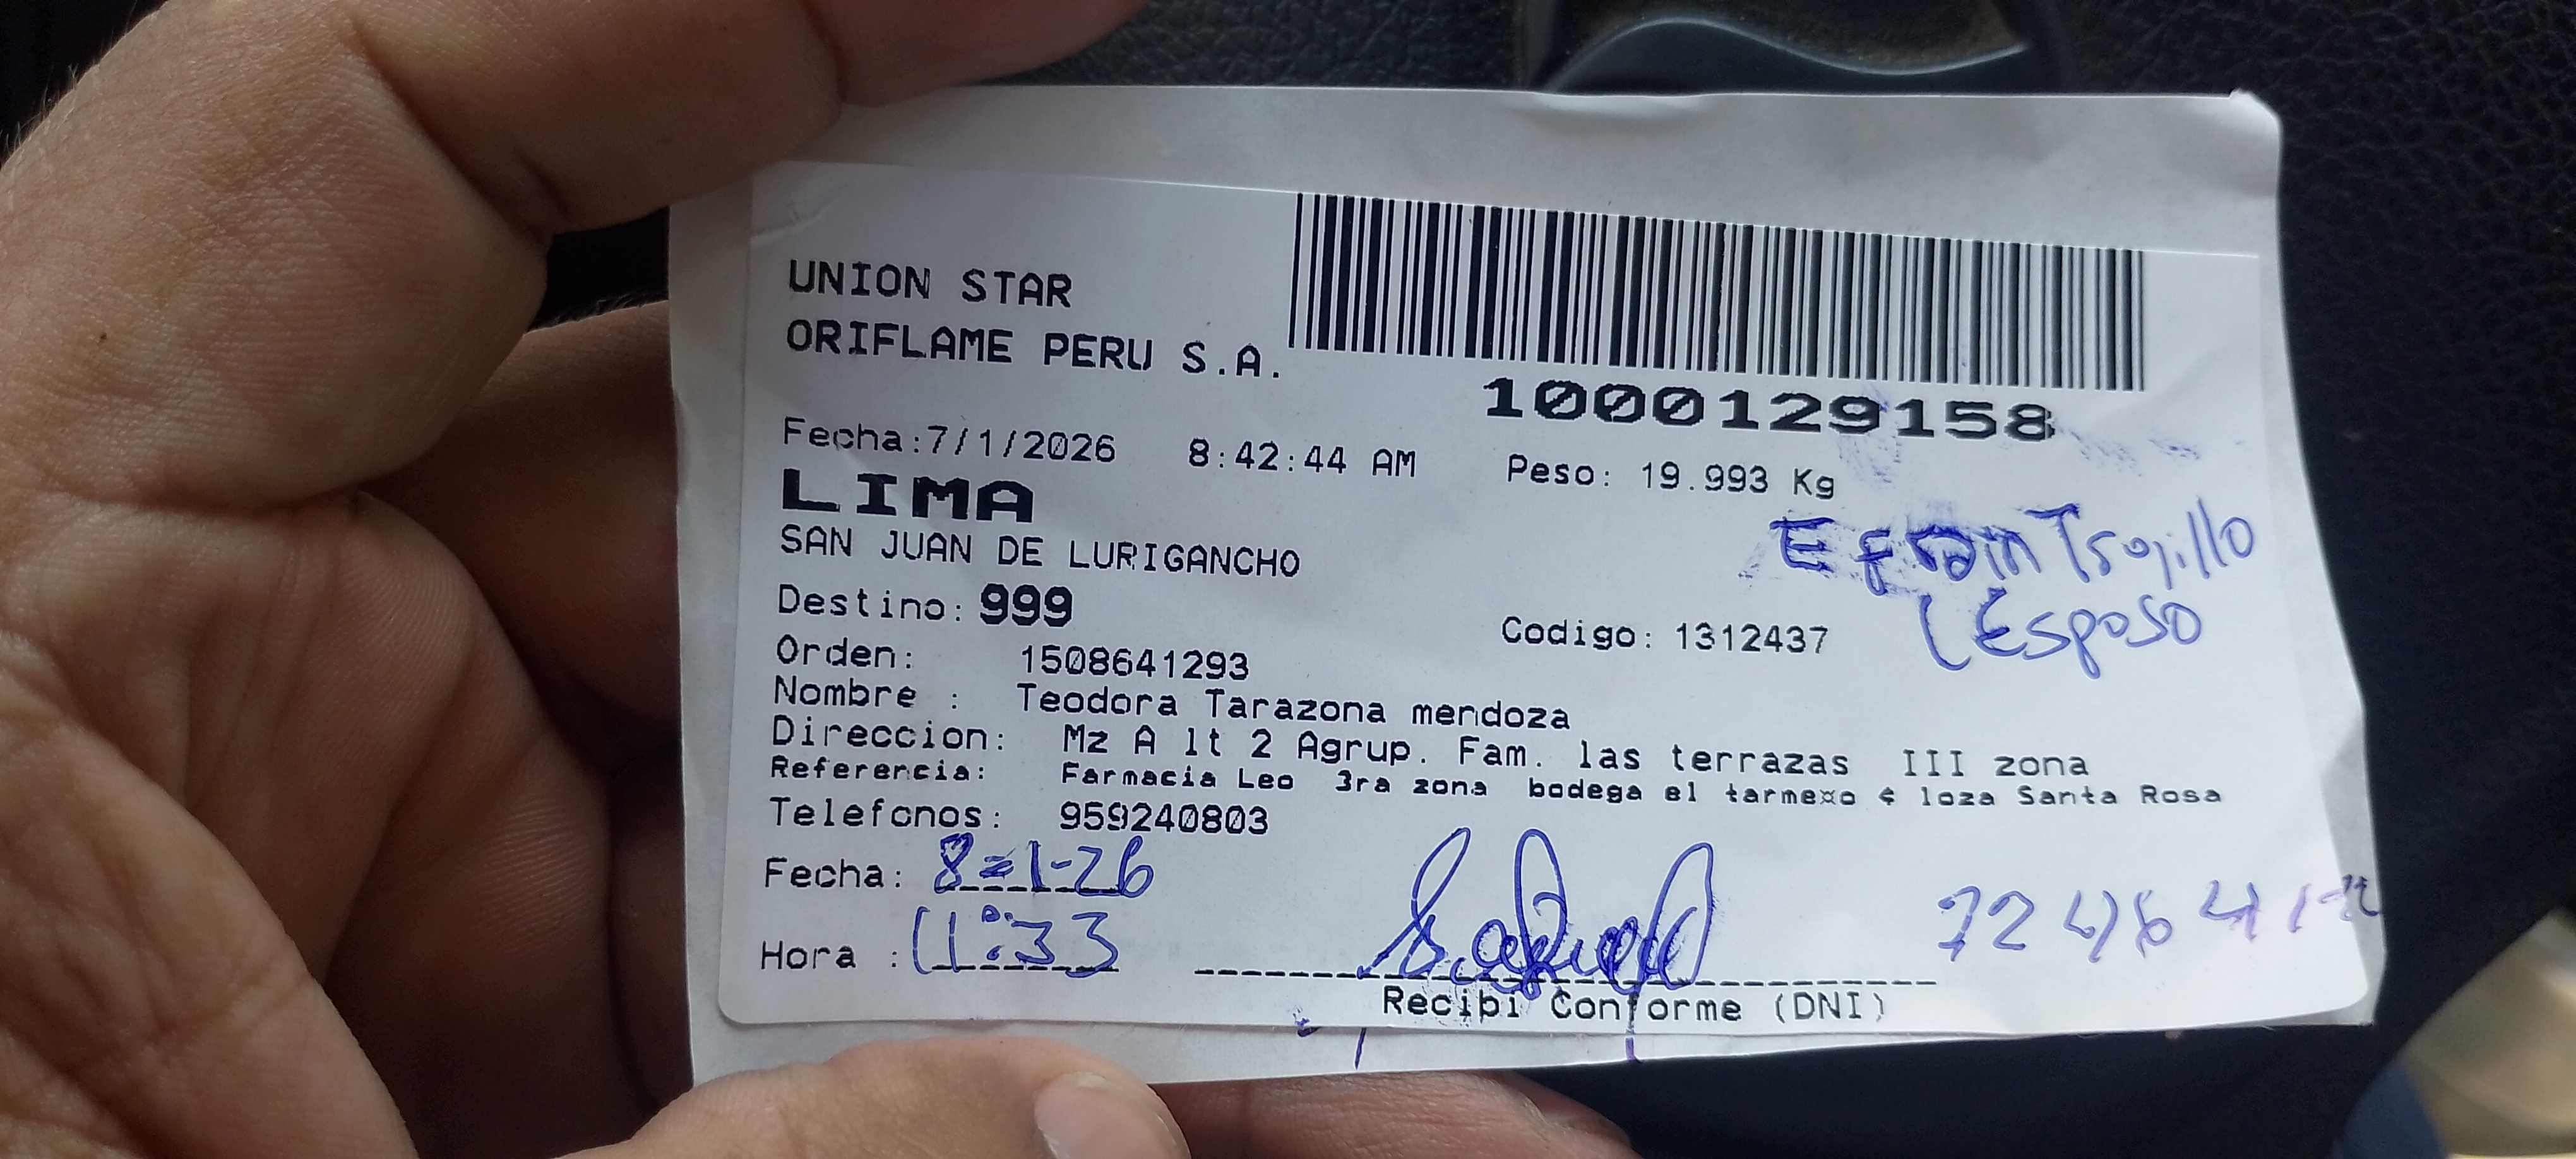 UNION STAR
ORIFLAME PERU S.A.
1000129158
Fecha:7/1/2026 8:42:44 AM Peso: 19.993 Kg
LIMA
SAN JUAN DE LURIGANCHO
Efrain Trujillo
(Esposo
Destino: 999
Codigo: 1312437
Orden: 1508641293
Nombre : Teodora Tarazona mendoza
Direccion: Mz A lt 2 Agrup. Fam. las terrazas III zona
Referencia: Farmacia Leo 3ra zona bodega el tarmexo 4 loza Santa Rosa
Telefonos: 959240803
Fecha: 8=1-26
Hora : 11:33
Recibi Conforme (DNI)